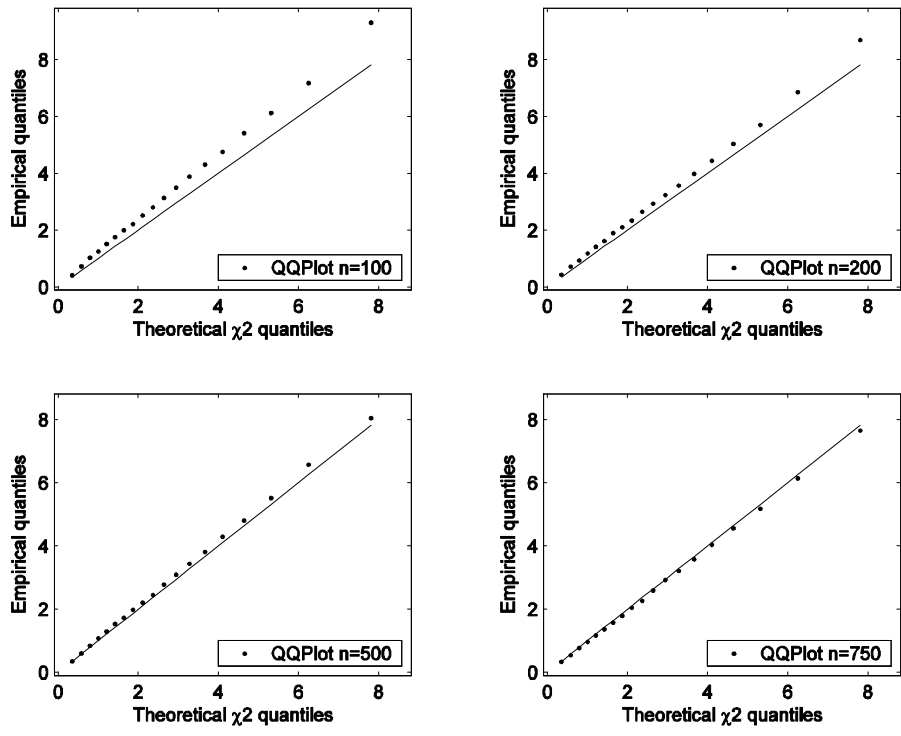 Empirical quantiles
8
6
4
2
0
QQPlot n=100
0 2 4 6 8
Theoretical χ2 quantiles
Empirical quantiles
8
6
4
2
0
QQPlot n=200
0 2 4 6 8
Theoretical χ2 quantiles
Empirical quantiles
8
6
4
2
0
QQPlot n=500
0 2 4 6 8
Theoretical χ2 quantiles
Empirical quantiles
8
6
4
2
0
QQPlot n=750
0 2 4 6 8
Theoretical χ2 quantiles